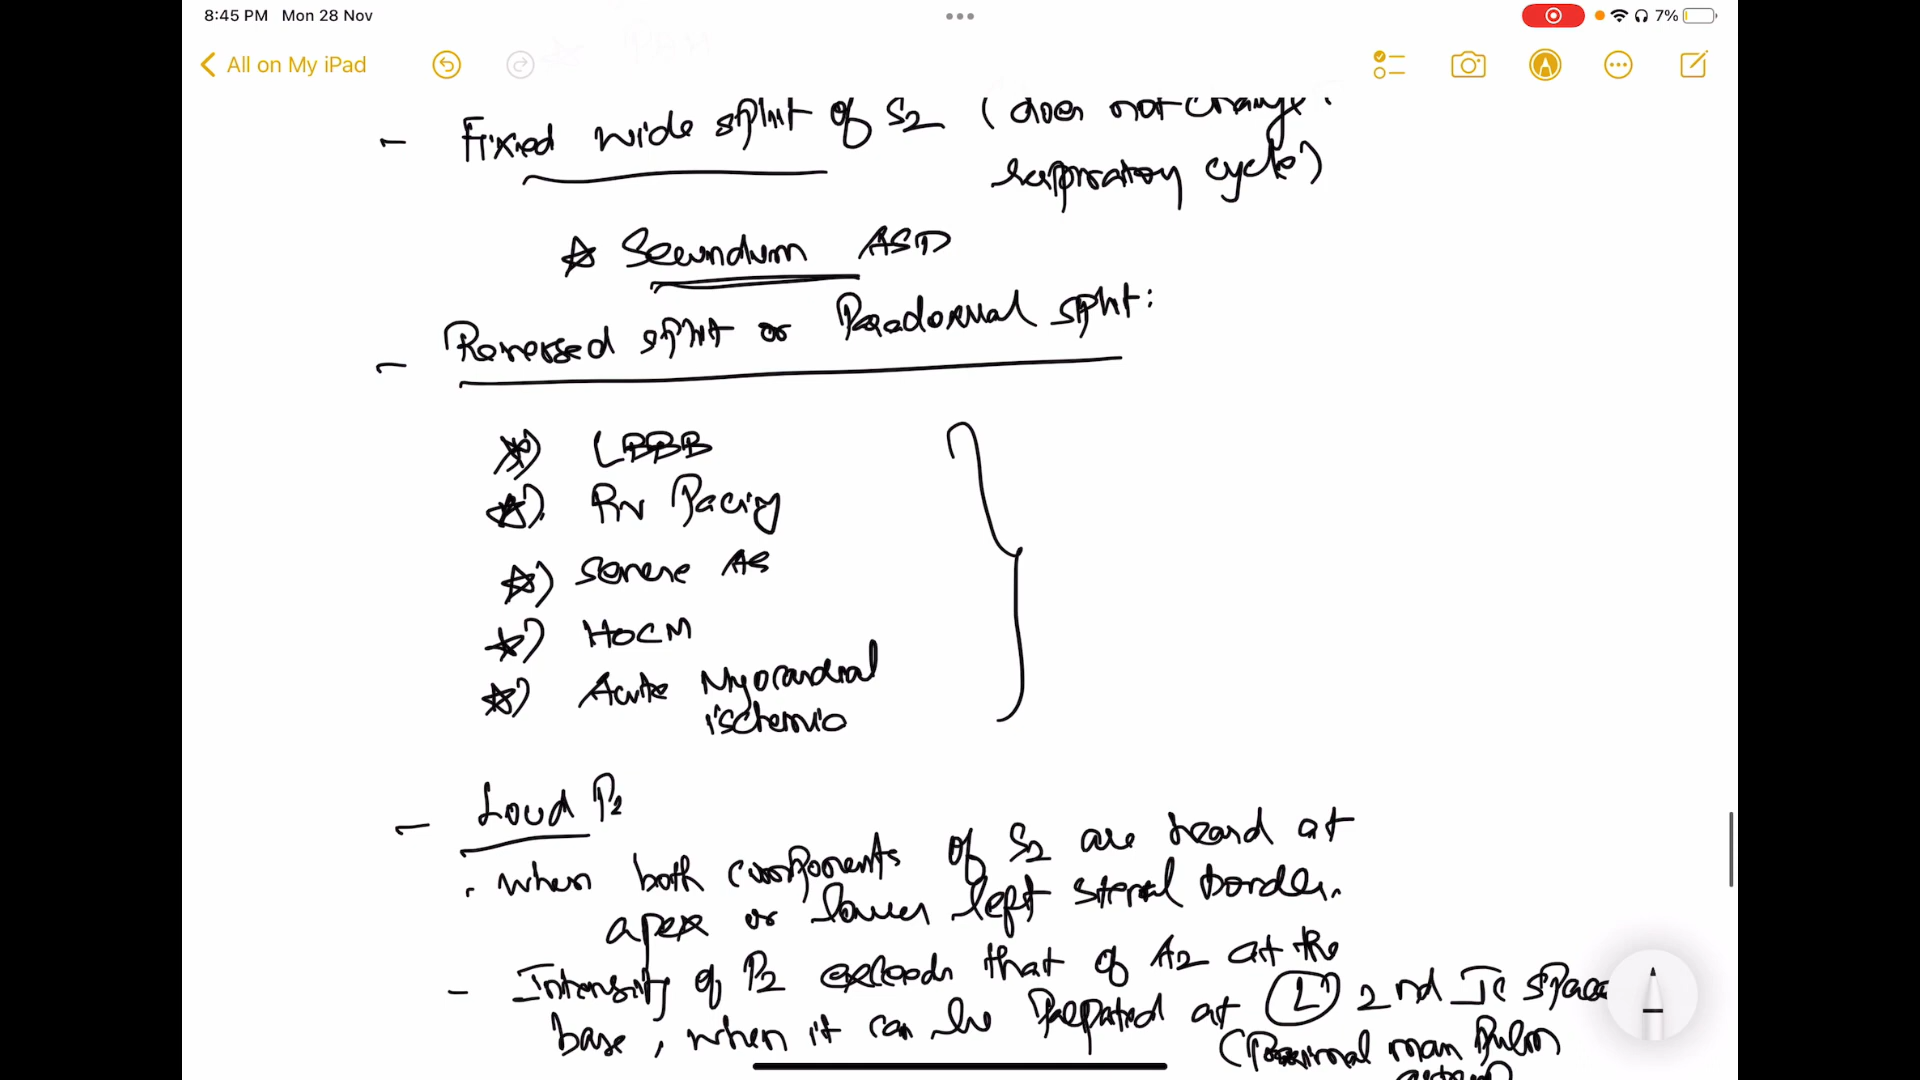 8:45 PM Mon 28 Nov
7%
All on My iPad
- Fixed wide split of S2 (does not change
respiratory cycle)
☆ Secundum ASD
- Reversed split or Paradoxical split:
☆) LBBB
☆) RV Pacing
☆) Severe AS
☆) HOCM
☆) Acute Myocardial
ischemia
- Loud P2
. when both components of S2 are heard at
apex or lower left sternal border.
- Intensity of P2 exceeds that of A2 at the
base, when it can be Palpated at (L) 2nd IC space
(Proximal main Pulm